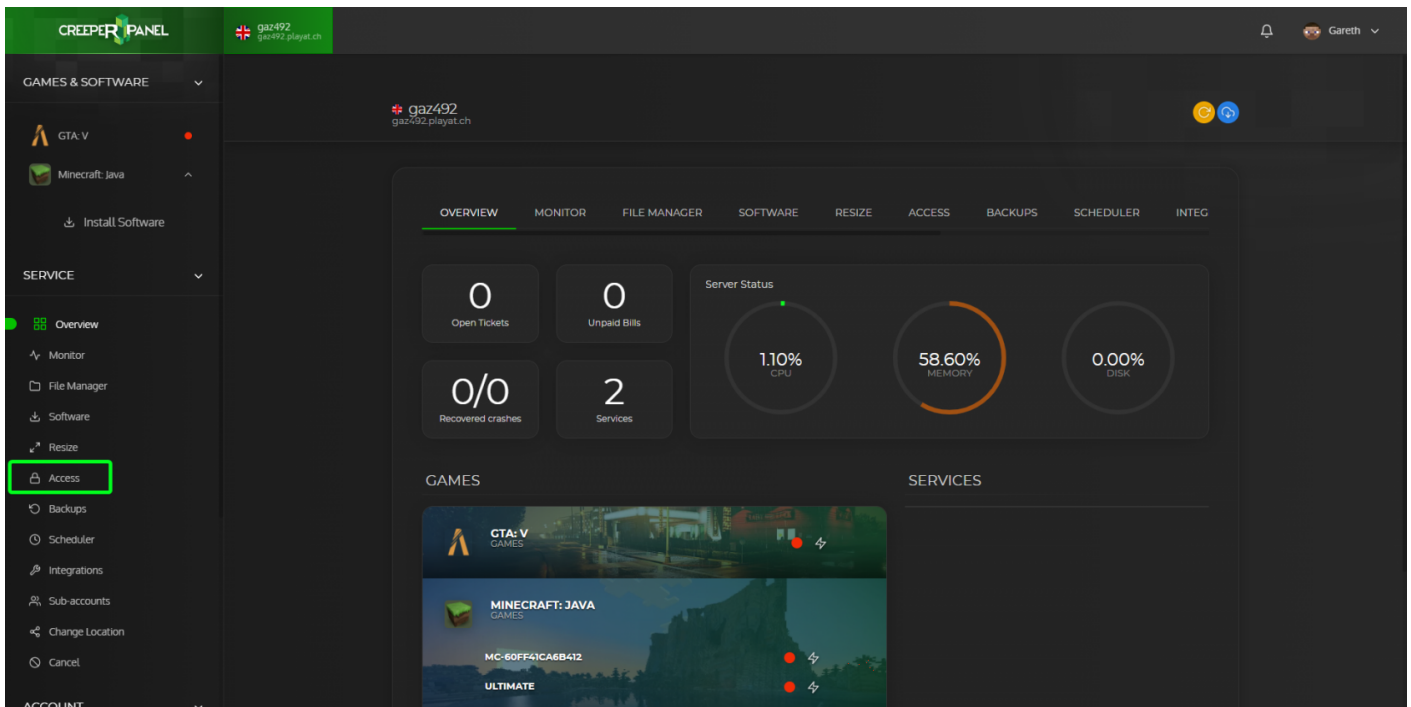 CREEPER PANEL
gaz492
gaz492.playat.ch
Gareth
GAMES & SOFTWARE
GTA: V
Minecraft: Java
Install Software
SERVICE
Overview
Monitor
File Manager
Software
Resize
Access
Backups
Scheduler
Integrations
Sub-accounts
Change Location
Cancel
ACCOUNT
gaz492
gaz492.playat.ch
OVERVIEW MONITOR FILE MANAGER SOFTWARE RESIZE ACCESS BACKUPS SCHEDULER INTEG
0
Open Tickets
0
Unpaid Bills
0/0
Recovered crashes
2
Services
Server Status
1.10%
CPU
58.60%
MEMORY
0.00%
DISK
GAMES
GTA: V
GAMES
MINECRAFT: JAVA
GAMES
MC-60FF41CA6B412
ULTIMATE
SERVICES